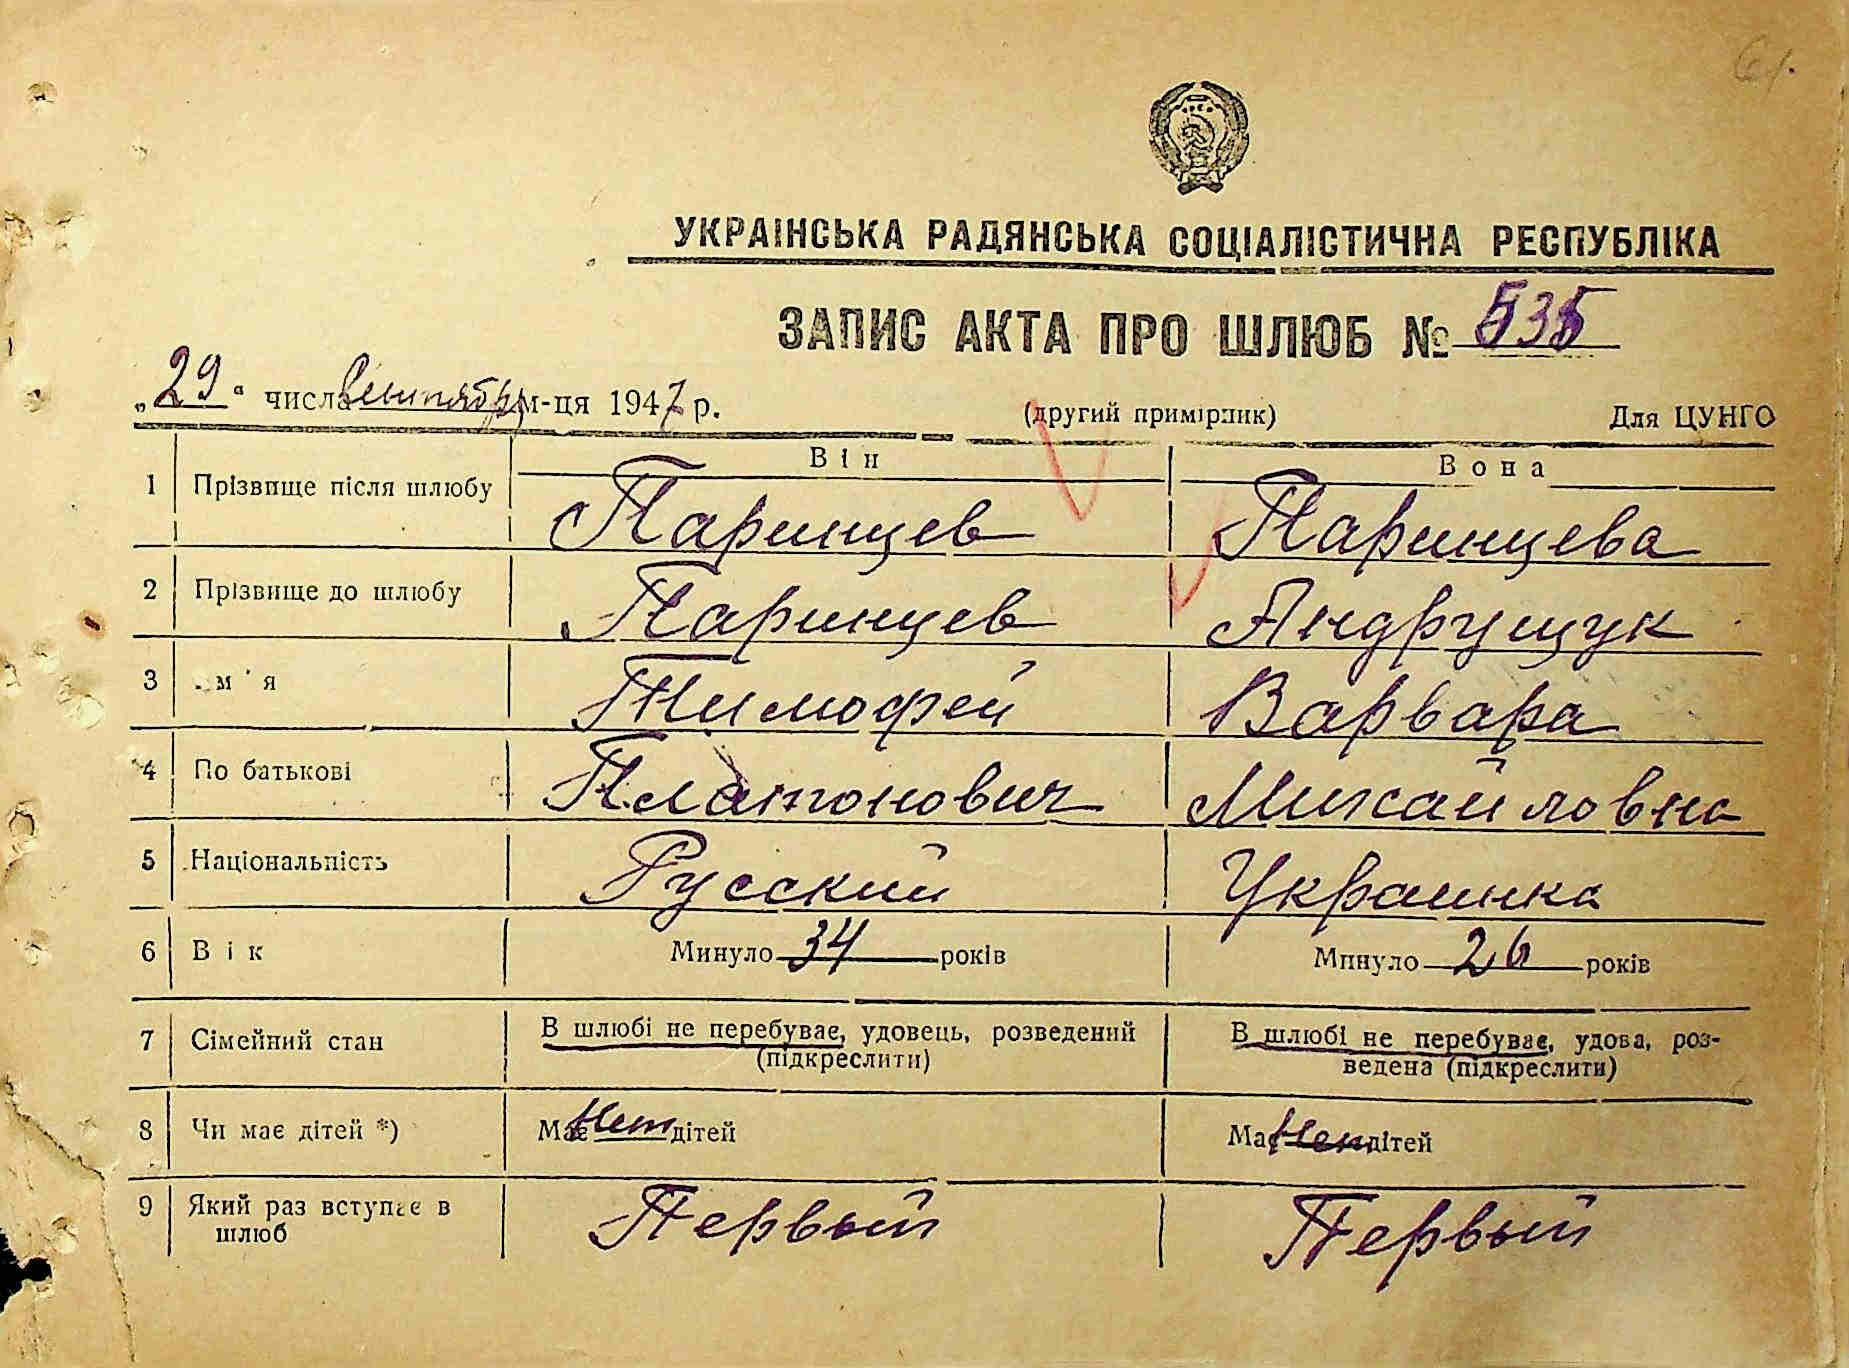 61.
УКРАІНСЬКА РАДЯНСЬКА СОЦІАЛІСТИЧНА РЕСПУБЛІКА
ЗАПИС АКТА ПРО ШЛЮБ № 535
„29“ числа сентября м-ця 1947 р. (другий примірник) Для ЦУНГО
Він Вона
1 Прізвище після шлюбу Паринцев Паринцева
2 Прізвище до шлюбу Паринцев Андрущук
3 м'я Тимофей Варвара
4 По батькові Платонович Михайловна
5 Національність Русский Украинка
6 Вік Минуло 34 років Минуло 26 років
7 Сімейний стан В шлюбі не перебуває, удовець, розведений В шлюбі не перебуває, удова, роз-
(підкреслити) ведена (підкреслити)
8 Чи має дітей *) Має Нет дітей Має Нет дітей
9 Який раз вступає в Первый Первый
шлюб